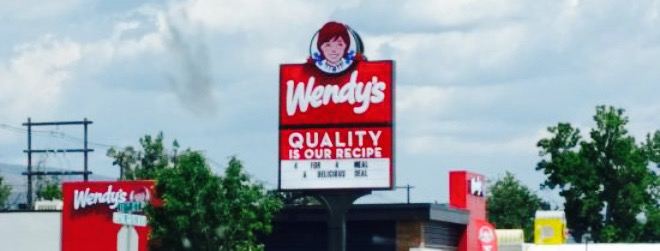 Wendy's
QUALITY
IS OUR RECIPE
4 FOR 4 MEAL
A DELICIOUS DEAL
Wendy's